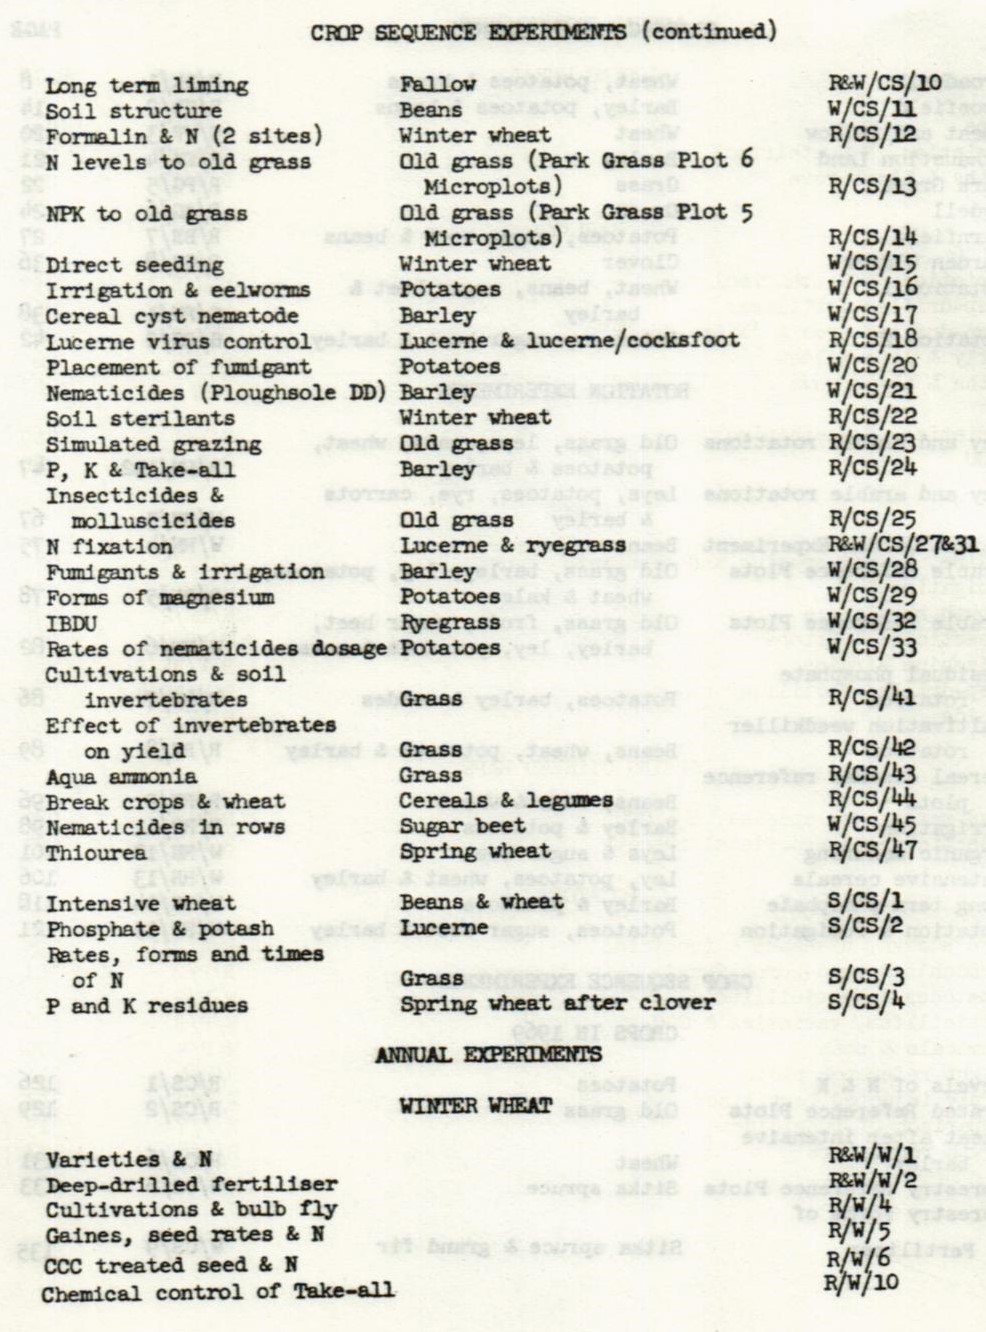 CROP SEQUENCE EXPERIMENTS (continued)
Long term liming Fallow R&W/CS/10
Soil structure Beans W/CS/11
Formalin & N (2 sites) Winter wheat R/CS/12
N levels to old grass Old grass (Park Grass Plot 6
Microplots) R/CS/13
NPK to old grass Old grass (Park Grass Plot 5
Microplots) R/CS/14
Direct seeding Winter wheat W/CS/15
Irrigation & eelworms Potatoes W/CS/16
Cereal cyst nematode Barley W/CS/17
Lucerne virus control Lucerne & lucerne/cocksfoot R/CS/18
Placement of fumigant Potatoes W/CS/20
Nematicides (Ploughsole DD) Barley W/CS/21
Soil sterilants Winter wheat R/CS/22
Simulated grazing Old grass R/CS/23
P, K & Take-all Barley R/CS/24
Insecticides &
molluscicides Old grass R/CS/25
N fixation Lucerne & ryegrass R&W/CS/27&31
Fumigants & irrigation Barley W/CS/28
Forms of magnesium Potatoes W/CS/29
IBDU Ryegrass W/CS/32
Rates of nematicides dosage Potatoes W/CS/33
Cultivations & soil
invertebrates Grass R/CS/41
Effect of invertebrates
on yield Grass R/CS/42
Aqua ammonia Grass R/CS/43
Break crops & wheat Cereals & legumes R/CS/44
Nematicides in rows Sugar beet W/CS/45
Thiourea Spring wheat R/CS/47
Intensive wheat Beans & wheat S/CS/1
Phosphate & potash Lucerne S/CS/2
Rates, forms and times
of N Grass S/CS/3
P and K residues Spring wheat after clover S/CS/4
ANNUAL EXPERIMENTS
WINTER WHEAT
Varieties & N R&W/W/1
Deep-drilled fertiliser R&W/W/2
Cultivations & bulb fly R/W/4
Gaines, seed rates & N R/W/5
CCC treated seed & N R/W/6
Chemical control of Take-all R/W/10